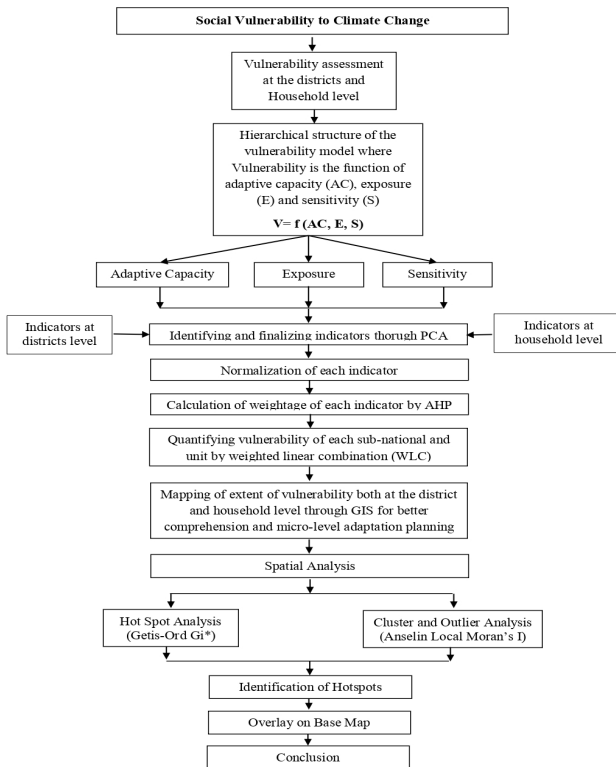 Social Vulnerability to Climate Change
Vulnerability assessment
at the districts and
Household level
Hierarchical structure of the
vulnerability model where
Vulnerability is the function of
adaptive capacity (AC), exposure
(E) and sensitivity (S)
V= f (AC, E, S)
Adaptive Capacity
Exposure
Sensitivity
Indicators at
districts level
Identifying and finalizing indicators thorugh PCA
Indicators at
household level
Normalization of each indicator
Calculation of weightage of each indicator by AHP
Quantifying vulnerability of each sub-national and
unit by weighted linear combination (WLC)
Mapping of extent of vulnerability both at the district
and household level through GIS for better
comprehension and micro-level adaptation planning
Spatial Analysis
Hot Spot Analysis
(Getis-Ord Gi*)
Cluster and Outlier Analysis
(Anselin Local Moran's I)
Identification of Hotspots
Overlay on Base Map
Conclusion